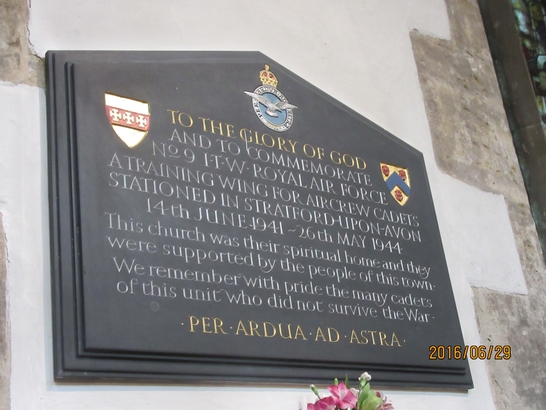 TO THE GLORY OF GOD
AND TO COMMEMORATE
No 9 I·T·W· ROYAL AIR FORCE
A TRAINING WING FOR AIRCREW CADETS
STATIONED IN STRATFORD-UPON-AVON
14th JUNE 1941 ~ 26th MAY 1944
This church was their spiritual home and they
were supported by the people of this town·
We remember with pride the many cadets
of this unit who did not survive the War·
·PER·ARDUA·AD·ASTRA·
2016/06/29